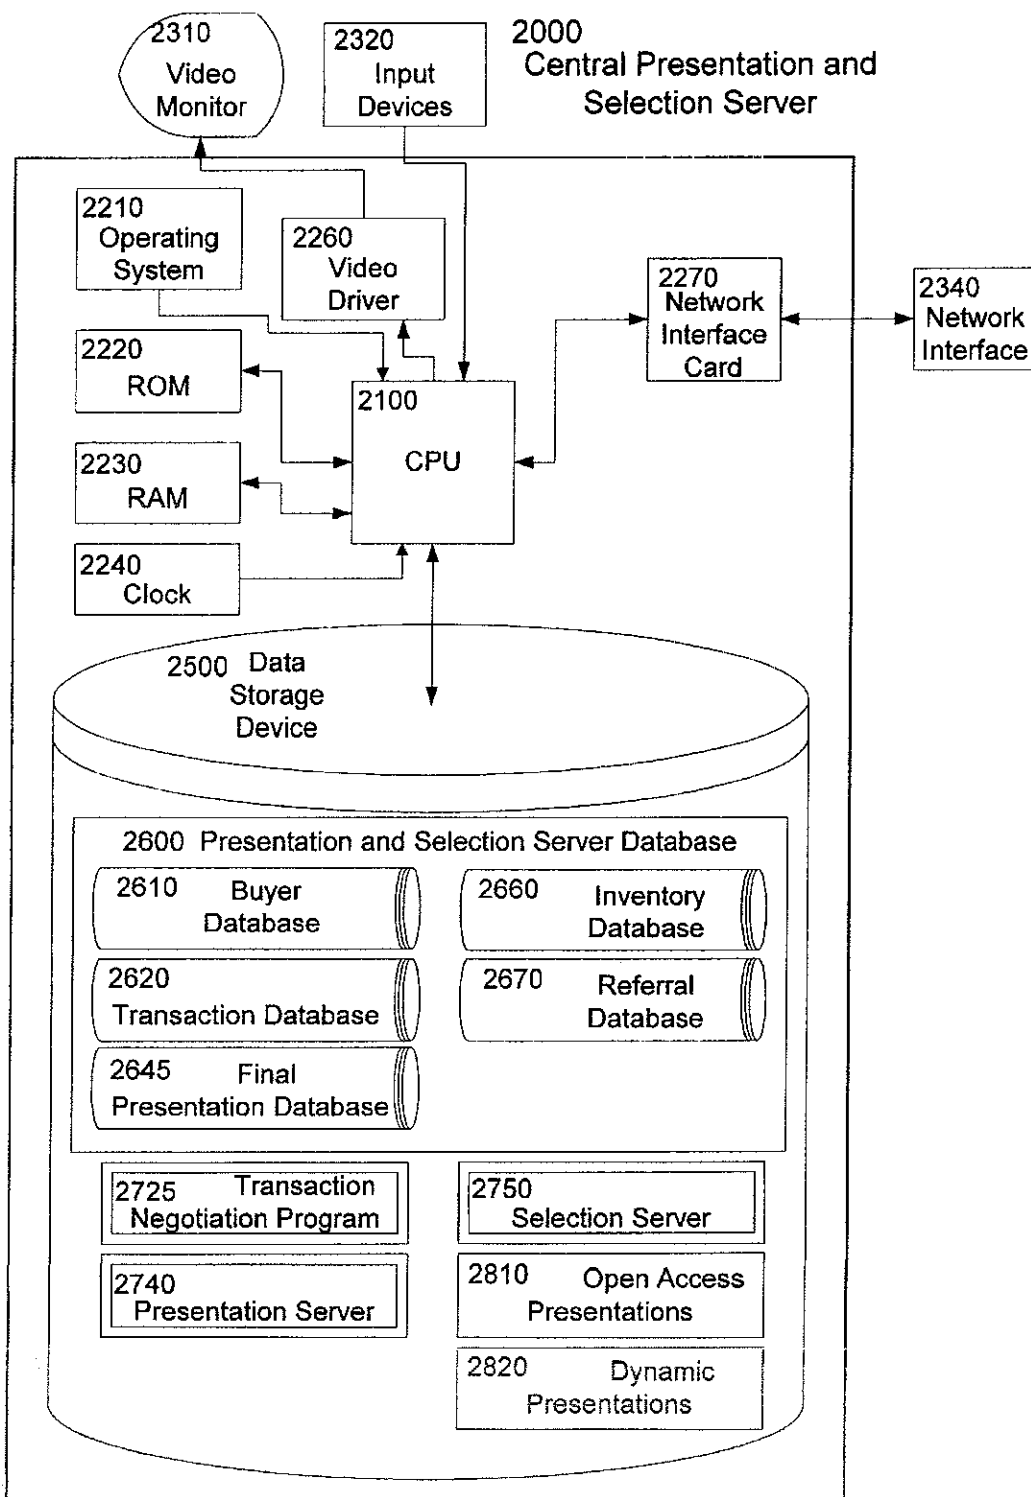 2310
Video
Monitor
2320
Input
Devices
2000
Central Presentation and
Selection Server
2210
Operating
System
2260
Video
Driver
2270
Network
Interface
Card
2340
Network
Interface
2220
ROM
2100
CPU
2230
RAM
2240
Clock
2500 Data
Storage
Device
2600 Presentation and Selection Server Database
2610 Buyer
Database
2660 Inventory
Database
2620
Transaction Database
2670 Referral
Database
2645 Final
Presentation Database
2725 Transaction
Negotiation Program
2750
Selection Server
2740
Presentation Server
2810 Open Access
Presentations
2820 Dynamic
Presentations